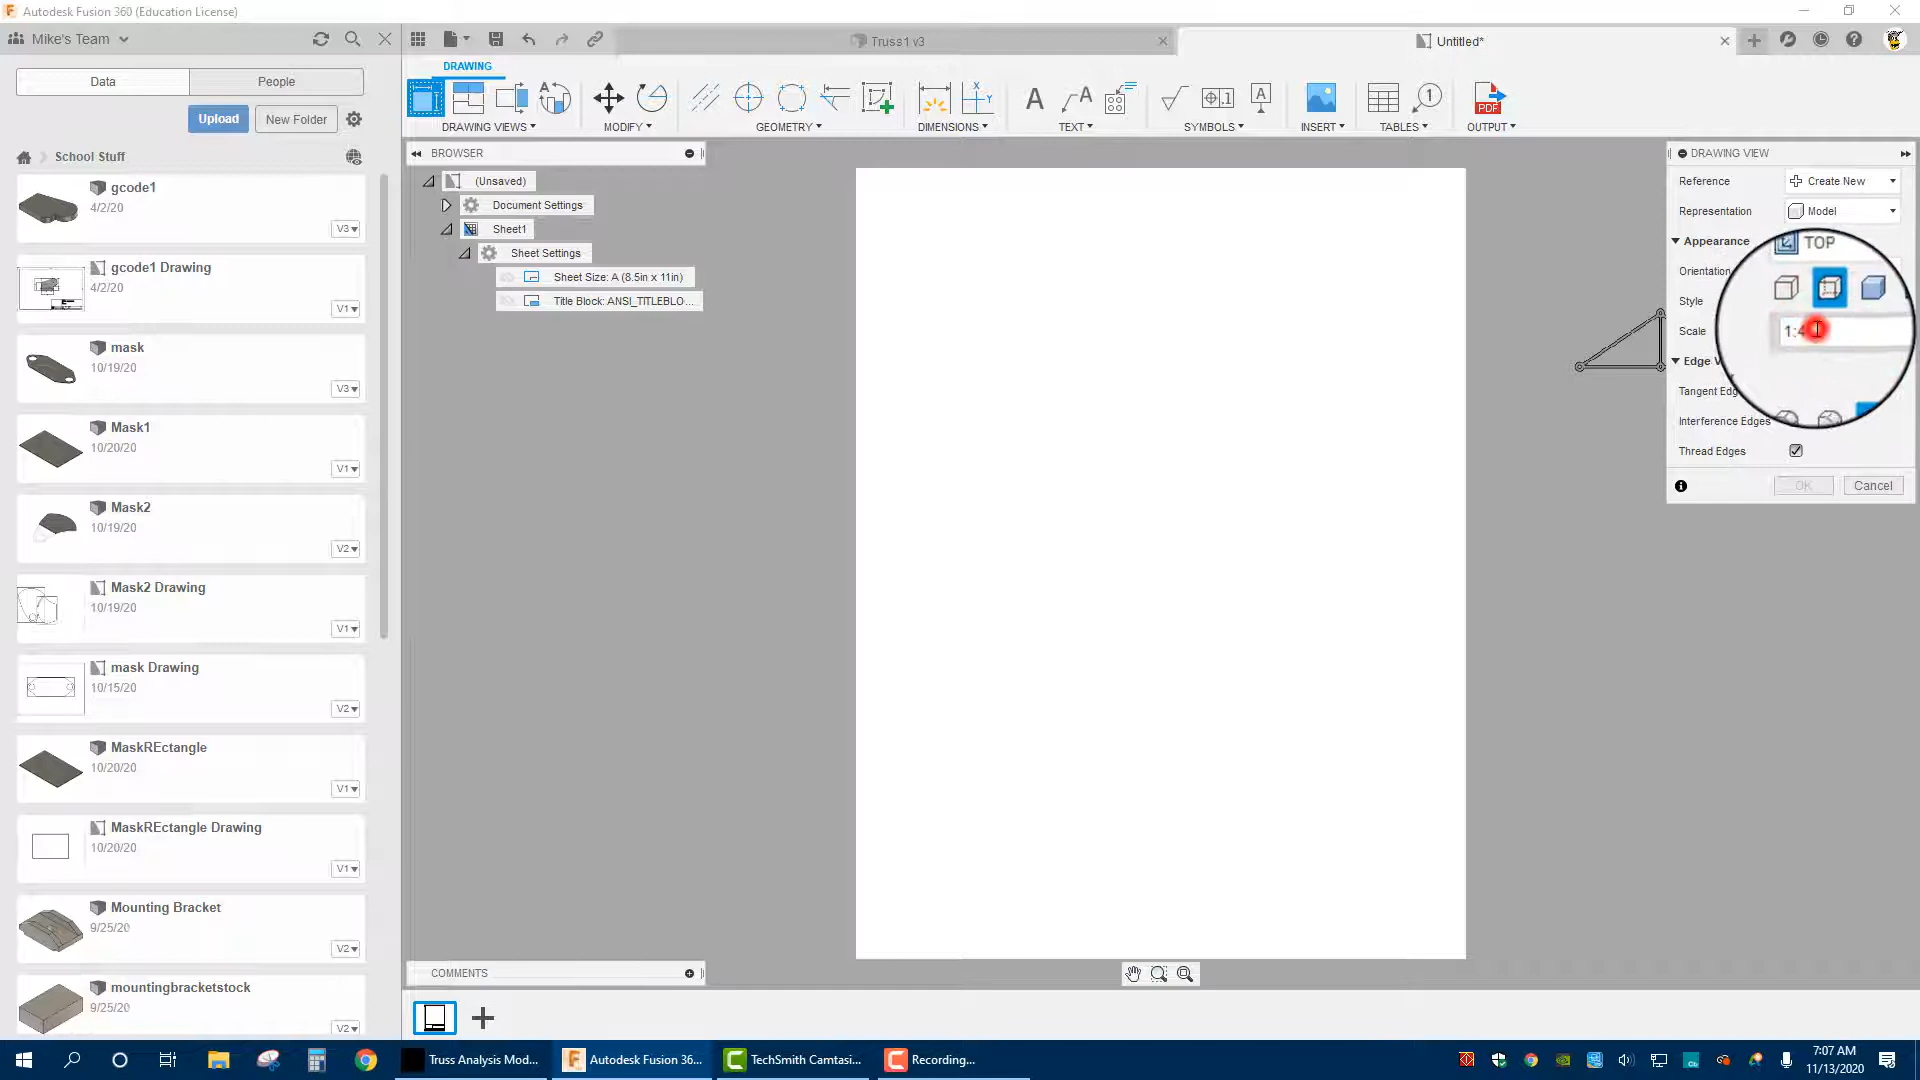 Autodesk Fusion 360 (Education License)
Mike's Team
Data
People
Upload
New Folder
School Stuff
gcode1
4/2/20
V3
gcode1 Drawing
4/2/20
V1
mask
10/19/20
V3
Mask1
10/20/20
V1
Mask2
10/19/20
V2
Mask2 Drawing
10/19/20
V1
mask Drawing
10/15/20
V2
MaskREctangle
10/20/20
V1
MaskREctangle Drawing
10/20/20
V1
Mounting Bracket
9/25/20
V2
mountingbracketstock
9/25/20
V2
Truss1 v3
Untitled*
DRAWING
DRAWING VIEWS
MODIFY
GEOMETRY
DIMENSIONS
TEXT
SYMBOLS
INSERT
TABLES
PDF
OUTPUT
BROWSER
(Unsaved)
Document Settings
Sheet1
Sheet Settings
Sheet Size: A (8.5in x 11in)
Title Block: ANSI_TITLEBLO...
DRAWING VIEW
Reference
Create New
Representation
Model
Appearance
TOP
Style
Scale
1:4
Interference Edges
Thread Edges
OK
Cancel
COMMENTS
Truss Analysis Mod...
Autodesk Fusion 36...
TechSmith Camtasi...
Recording...
7:07 AM
11/13/2020